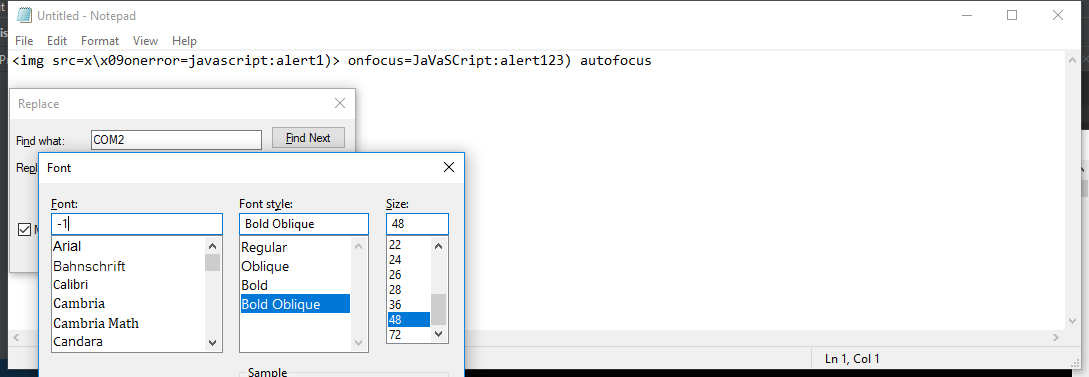 Untitled - Notepad
File Edit Format View Help
<img src=x\x09onerror=javascript:alert1)> onfocus=JaVaSCript:alert123) autofocus
Replace
Find what: COM2 Find Next
Font
Font: Font style: Size:
-1 Bold Oblique 48
Arial Regular 22
Bahnschrift Oblique 24
Calibri Bold 26
Cambria Bold Oblique 28
Cambria Math 36
Candara 48
72
Ln 1, Col 1
Sample